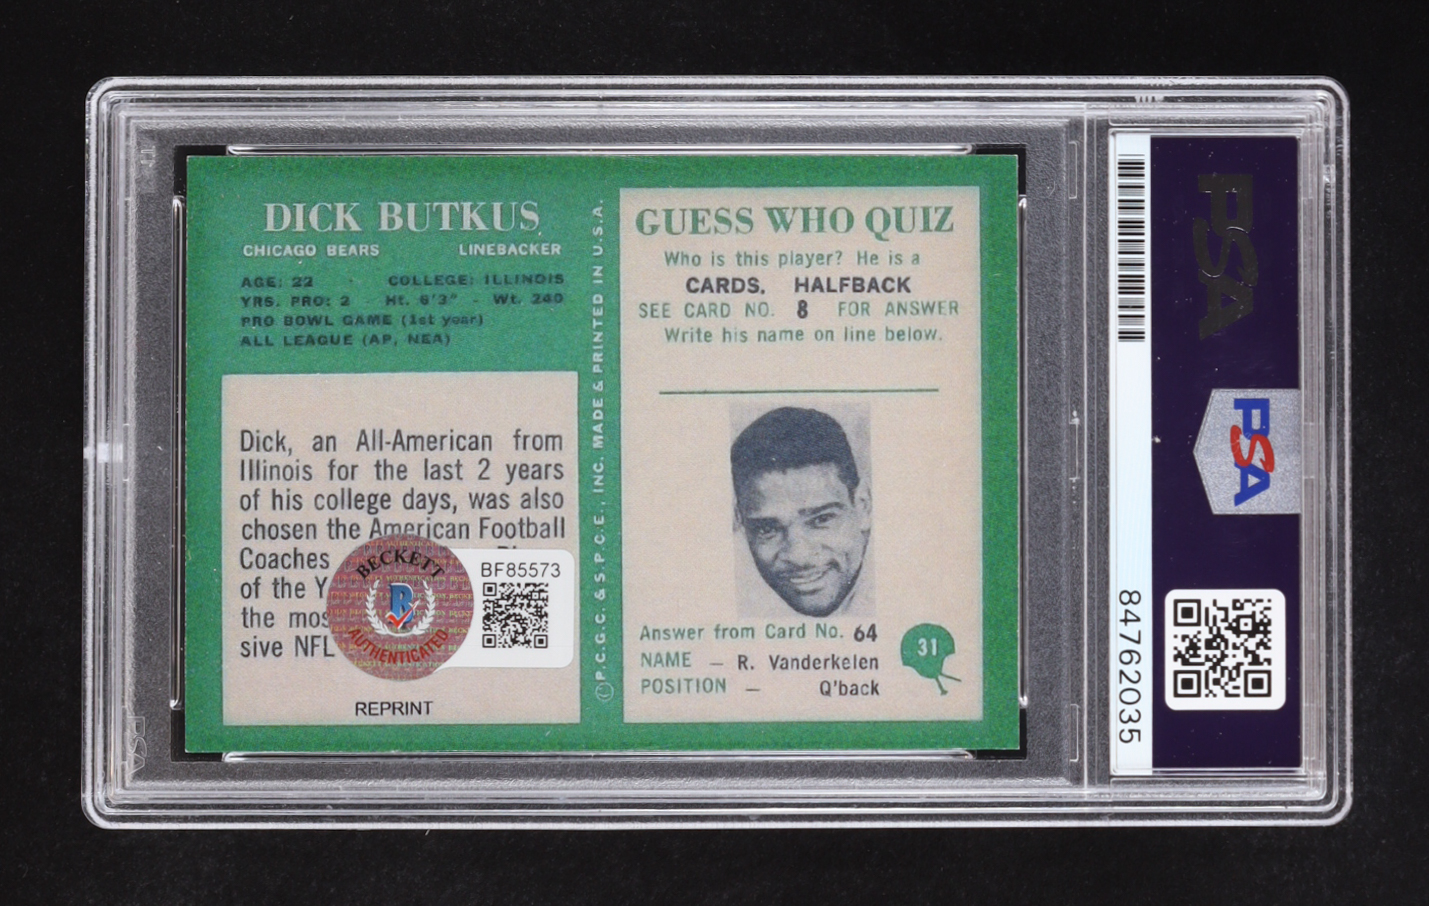 DICK BUTKUS
CHICAGO BEARS LINEBACKER
AGE: 22 - COLLEGE: ILLINOIS
YRS. PRO: 2 - Ht. 6'3" - Wt. 240
PRO BOWL GAME (1st year)
ALL LEAGUE (AP, NEA)
Dick, an All-American from
Illinois for the last 2 years
of his college days, was also
chosen the American Football
Coaches
of the Y
the mos
sive NFL
BECKETT
AUTHENTICATED
BF85573
REPRINT
©P.C.G.C. & S.P.C.E., INC. MADE & PRINTED IN U.S.A.
GUESS WHO QUIZ
Who is this player? He is a
CARDS. HALFBACK
SEE CARD NO. 8 FOR ANSWER
Write his name on line below.
Answer from Card No. 64
NAME — R. Vanderkelen
POSITION — Q'back
31
PSA
PSA
84762035
PSA